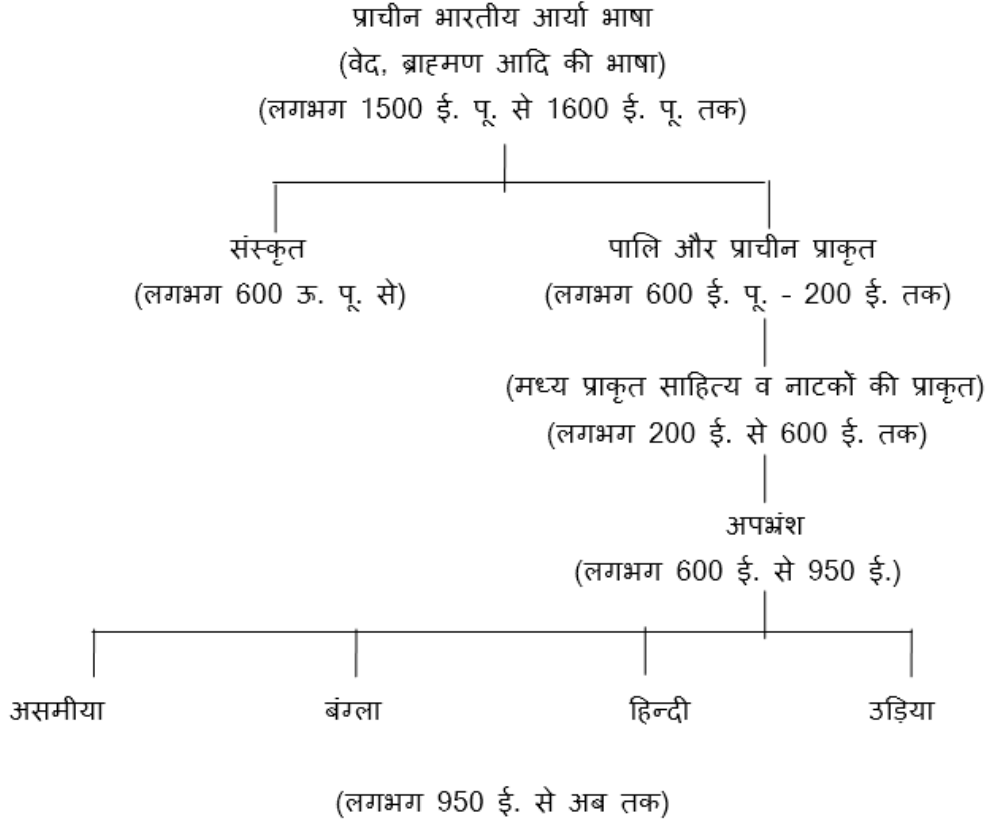 प्राचीन भारतीय आर्या भाषा
(वेद, ब्राह्मण आदि की भाषा)
(लगभग 1500 ई. पू. से 1600 ई. पू. तक)
संस्कृत
पालि और प्राचीन प्राकृत
(लगभग 600 ऊ. पू. से)
(लगभग 600 ई. पू. - 200 ई. तक)
(मध्य प्राकृत साहित्य व नाटकों की प्राकृत)
(लगभग 200 ई. से 600 ई. तक)
अपभ्रंश
(लगभग 600 ई. से 950 ई.)
असमीया
बंग्ला
हिन्दी
उड़िया
(लगभग 950 ई. से अब तक)